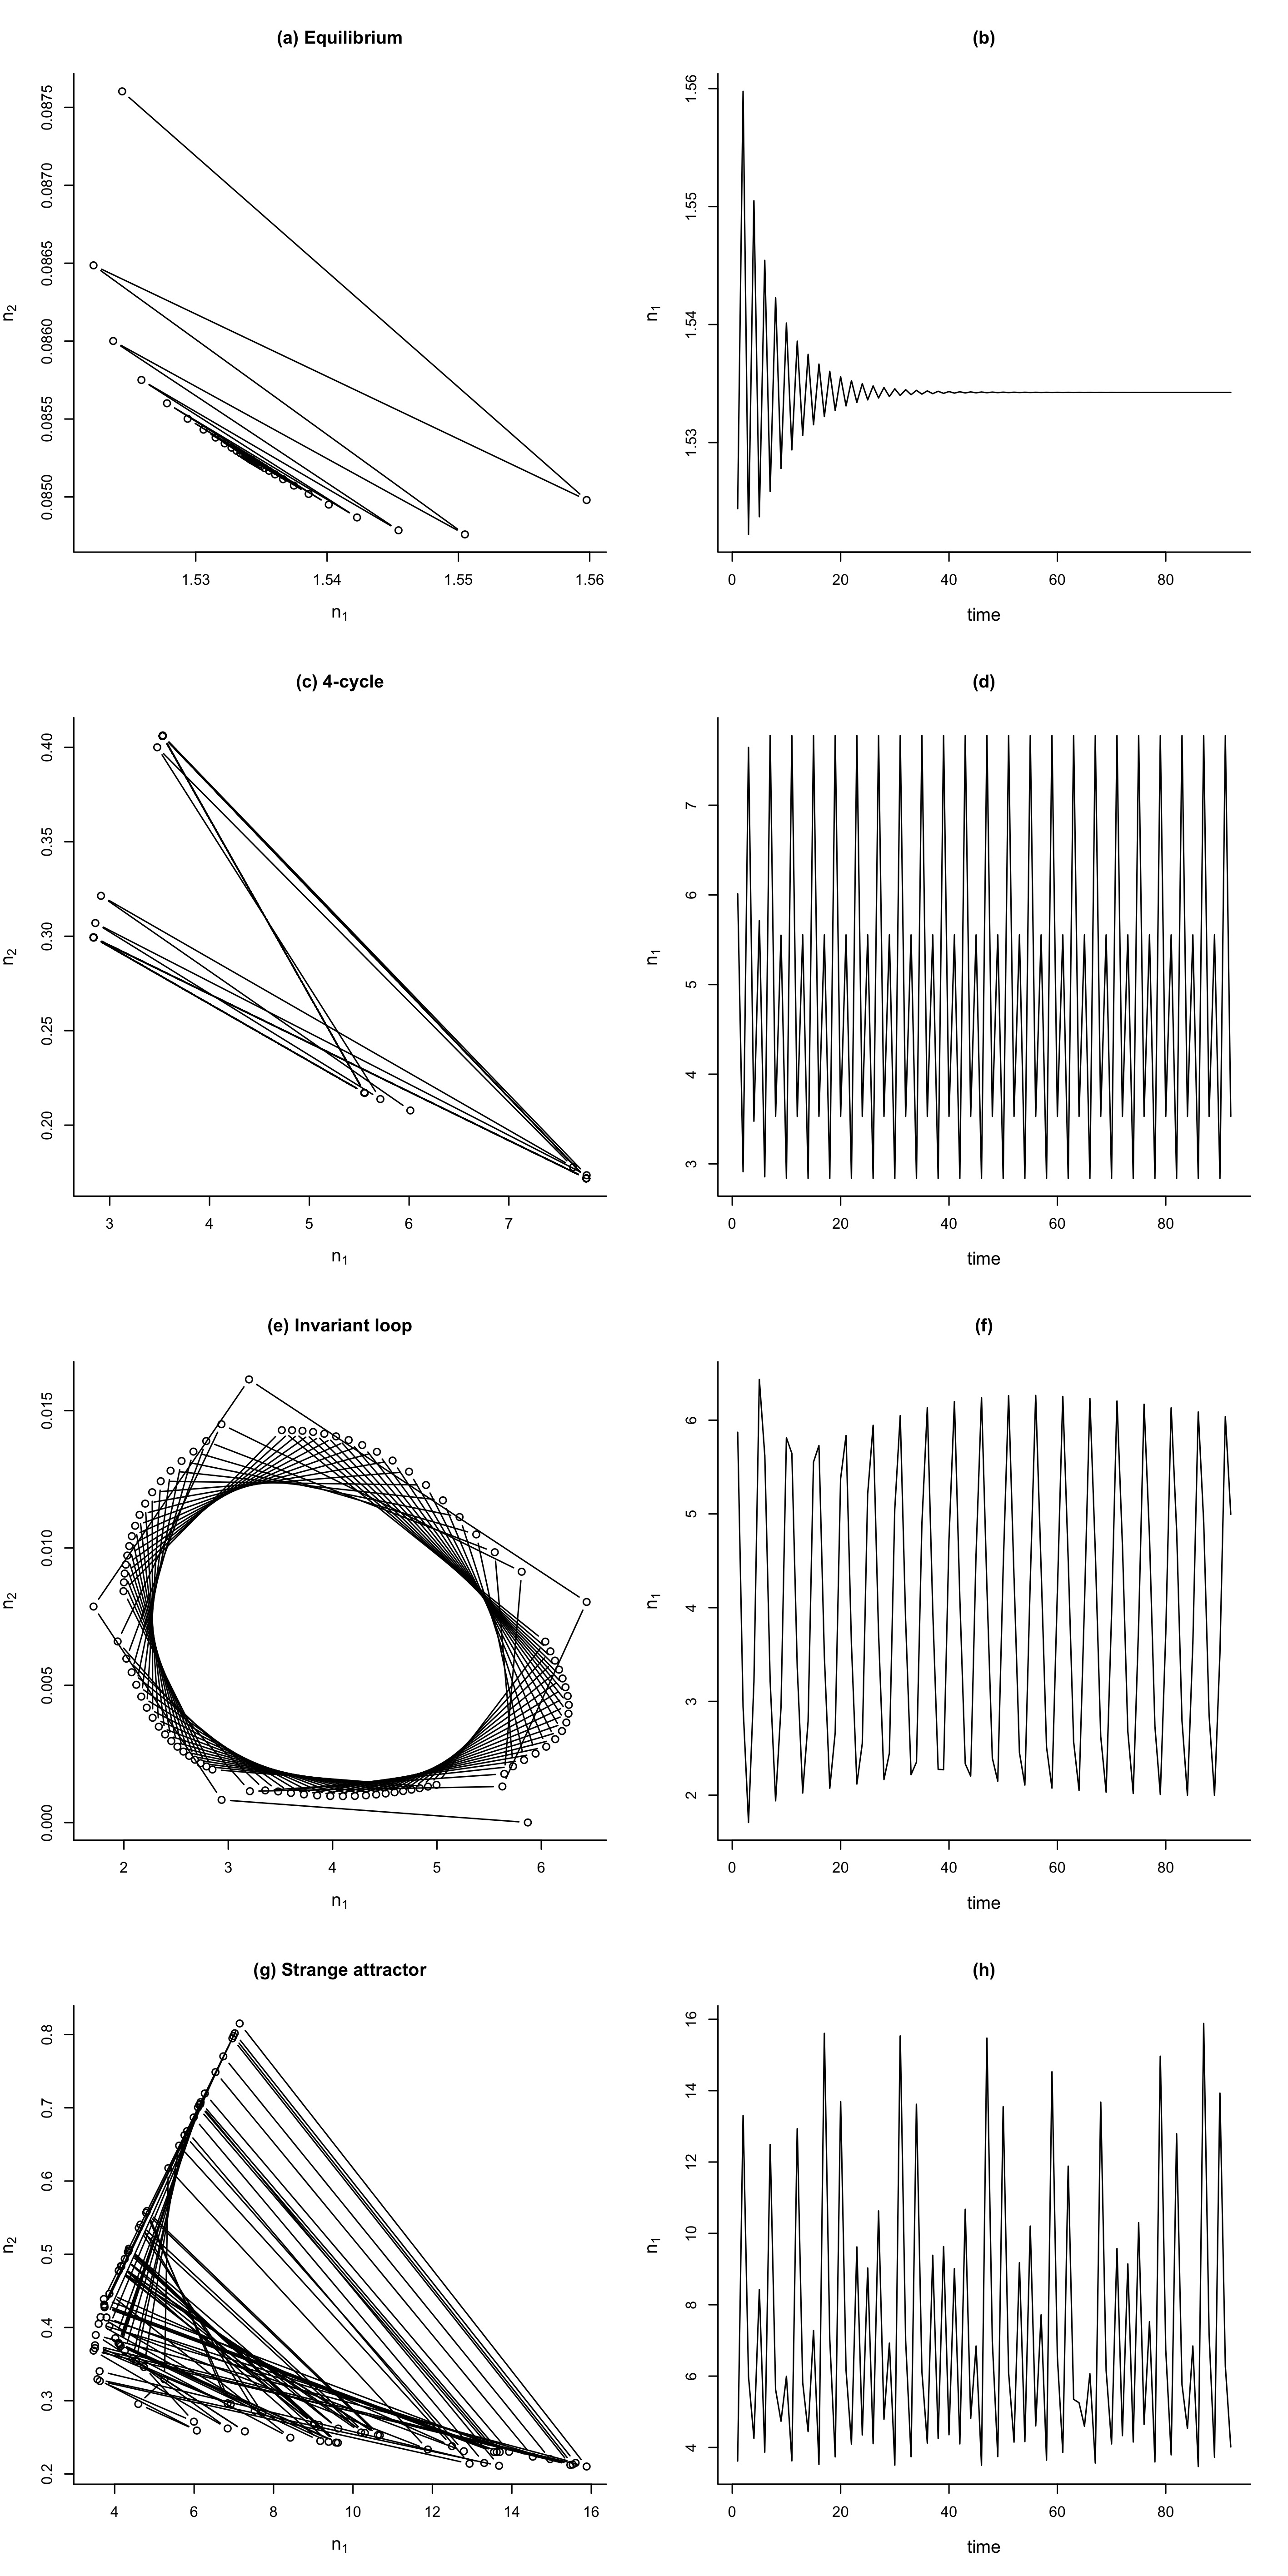 (a) Equilibrium
n1
n2
1.53 1.54 1.55 1.56
0.0850 0.0855 0.0860 0.0865 0.0870 0.0875
(b)
time
n1
0 20 40 60 80
1.53 1.54 1.55 1.56
(c) 4-cycle
n1
n2
3 4 5 6 7
0.20 0.25 0.30 0.35 0.40
(d)
time
n1
0 20 40 60 80
3 4 5 6 7
(e) Invariant loop
n1
n2
2 3 4 5 6
0.000 0.005 0.010 0.015
(f)
time
n1
0 20 40 60 80
2 3 4 5 6
(g) Strange attractor
n1
n2
4 6 8 10 12 14 16
0.2 0.3 0.4 0.5 0.6 0.7 0.8
(h)
time
n1
0 20 40 60 80
4 6 8 10 12 14 16